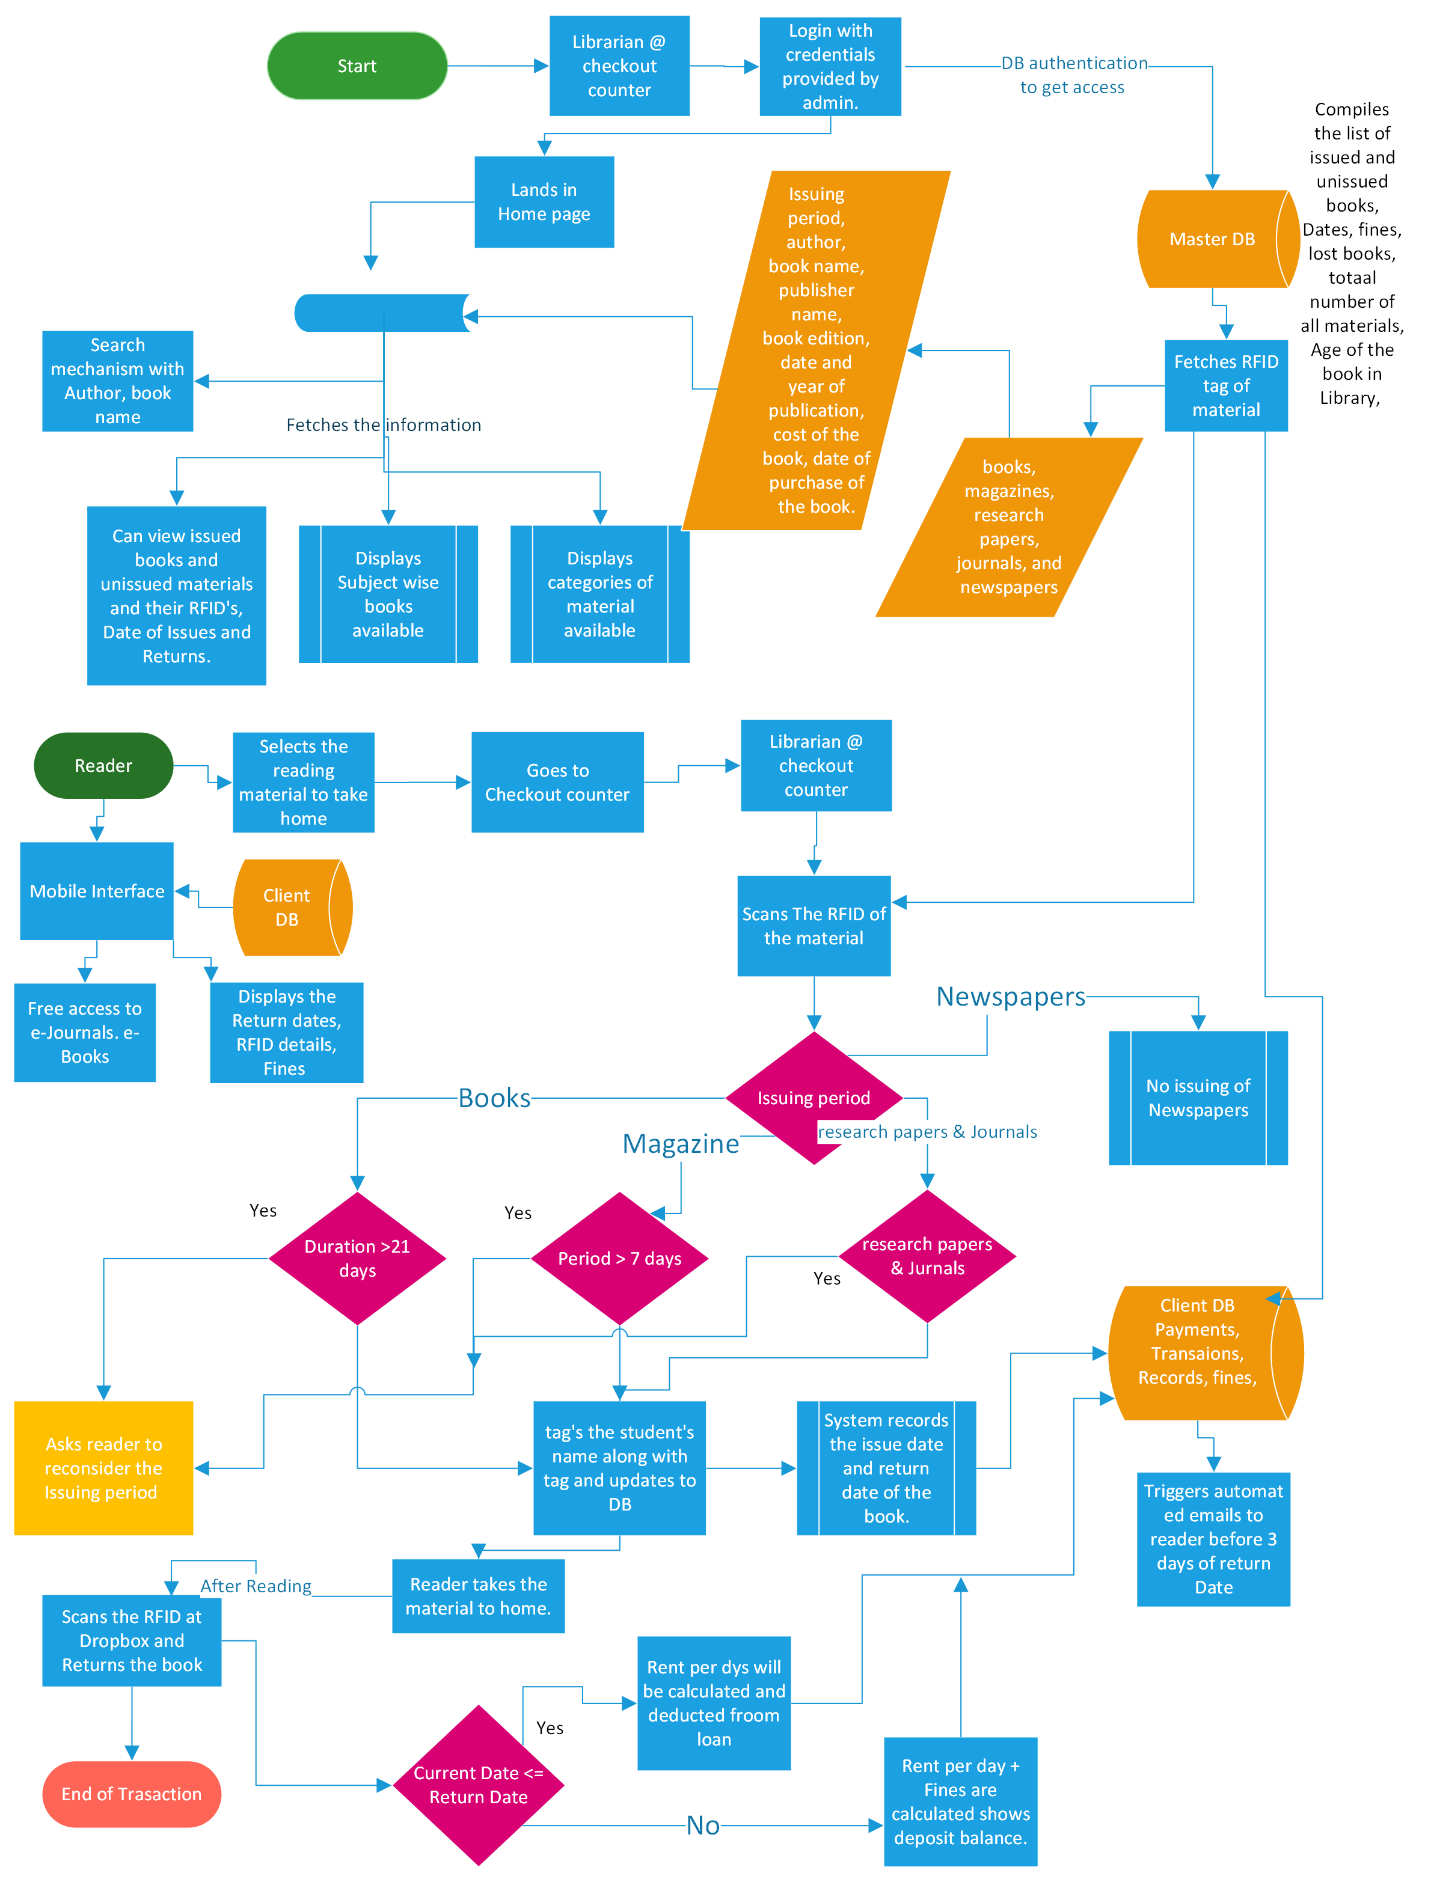 Start
Librarian @
checkout
counter
Login with
credentials
provided by
admin.
DB authentication
to get access
Compiles
the list of
issued and
unissued
books,
Dates, fines,
lost books,
totaal
number of
all materials,
Age of the
book in
Library,
Lands in
Home page
Issuing
period,
author,
book name,
publisher
name,
book edition,
date and
year of
publication,
cost of the
book, date of
purchase of
the book.
Master DB
Search
mechanism with
Author, book
name
Fetches RFID
tag of
material
Fetches the information
books,
magazines,
research
papers,
journals, and
newspapers
Can view issued
books and
unissued materials
and their RFID's,
Date of Issues and
Returns.
Displays
Subject wise
books
available
Displays
categories of
material
available
Reader
Selects the
reading
material to take
home
Goes to
Checkout counter
Librarian @
checkout
counter
Mobile Interface
Client
DB
Scans The RFID of
the material
Free access to
e-Journals. e-
Books
Displays the
Return dates,
RFID details,
Fines
Newspapers
No issuing of
Newspapers
Issuing period
Books
Magazine
research papers & Journals
Yes
Duration >21
days
Yes
Period > 7 days
research papers
& Jurnals
Yes
Client DB
Payments,
Transaions,
Records, fines,
Asks reader to
reconsider the
Issuing period
tag's the student's
name along with
tag and updates to
DB
System records
the issue date
and return
date of the
book.
Triggers automat
ed emails to
reader before 3
days of return
Date
After Reading
Reader takes the
material to home.
Scans the RFID at
Dropbox and
Returns the book
Rent per dys will
be calculated and
deducted froom
loan
Yes
Current Date <=
Return Date
No
Rent per day +
Fines are
calculated shows
deposit balance.
End of Trasaction